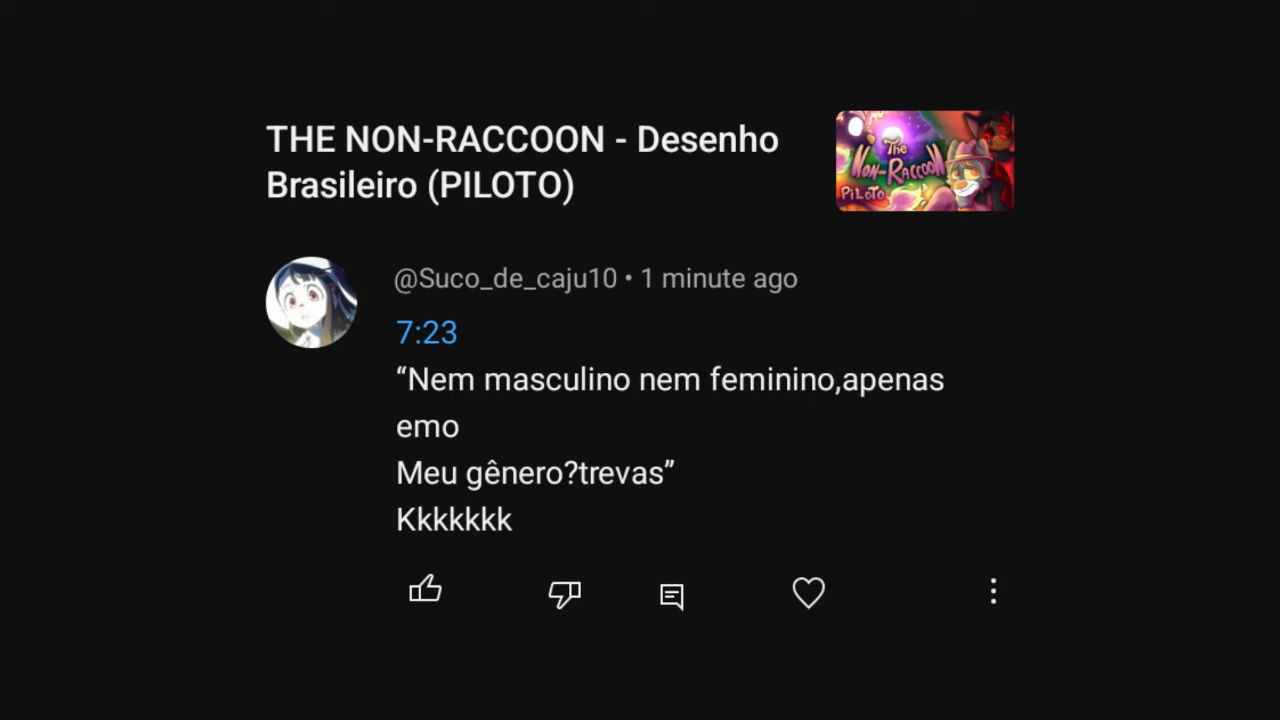 THE NON-RACCOON - Desenho
Brasileiro (PILOTO)
The
Non-Raccoon
PiLoTo
@Suco_de_caju10 • 1 minute ago
7:23
“Nem masculino nem feminino,apenas
emo
Meu gênero?trevas”
Kkkkkkk